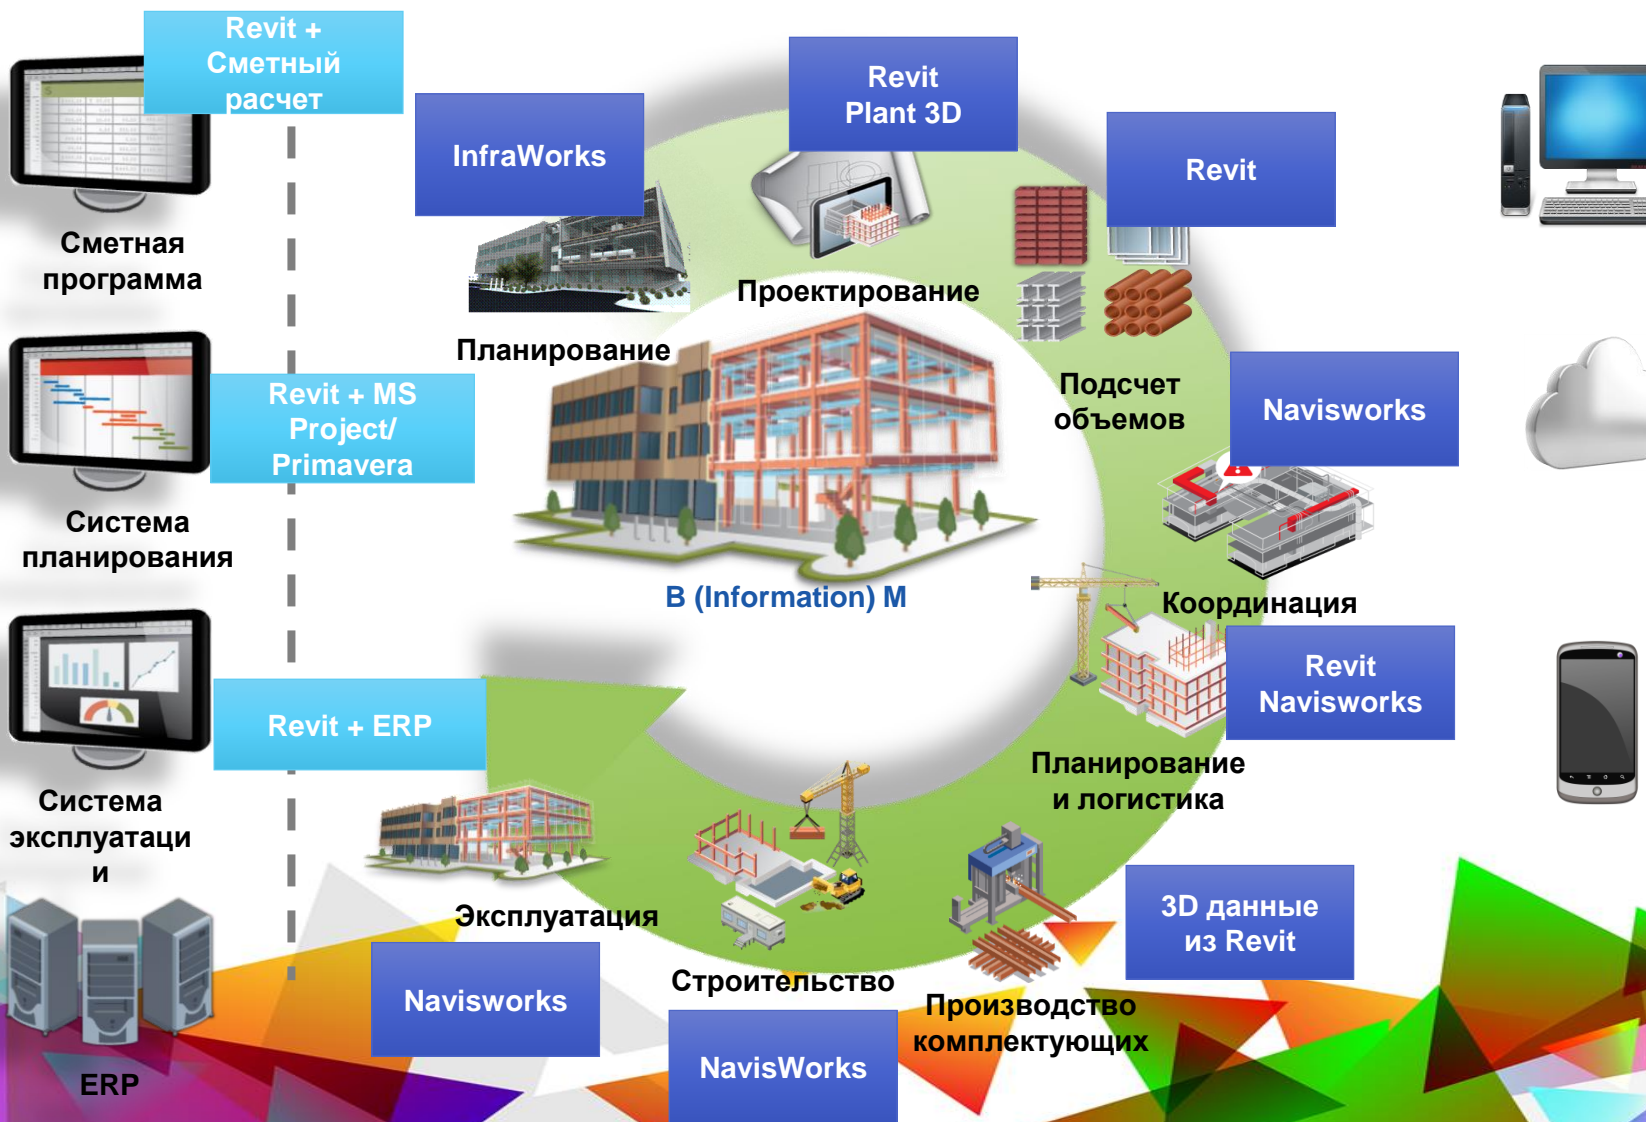 Revit +
Сметный
расчет
Сметная
программа
InfraWorks
Планирование
Revit
Plant 3D
Проектирование
Revit
Подсчет
объемов
Navisworks
Координация
Revit + MS
Project/
Primavera
Система
планирования
B (Information) M
Revit
Navisworks
Планирование
и логистика
Revit + ERP
Система
эксплуатаци
и
3D данные
из Revit
Производство
комплектующих
Эксплуатация
Navisworks
Строительство
NavisWorks
ERP